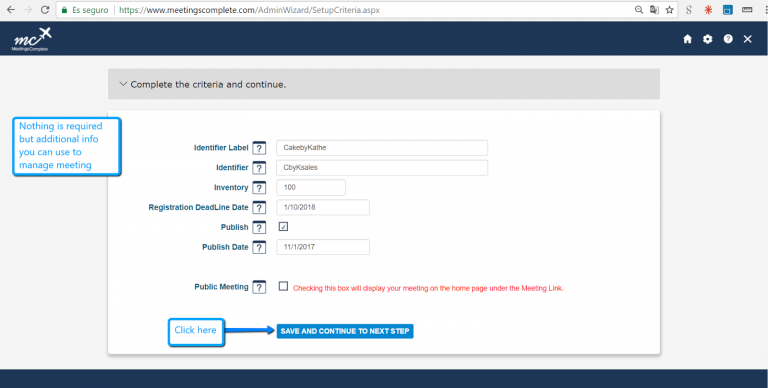 Es seguro | https://www.meetingscomplete.com/AdminWizard/SetupCriteria.aspx
mc
MeetingsComplete
Complete the criteria and continue.
Nothing is required
but additional info
you can use to
manage meeting
Identifier Label ? CakebyKathe
Identifier ? CbyKsales
Inventory ? 100
Registration DeadLine Date ? 1/10/2018
Publish ?
Publish Date ? 11/1/2017
Public Meeting ? Checking this box will display your meeting on the home page under the Meeting Link.
Click here
SAVE AND CONTINUE TO NEXT STEP